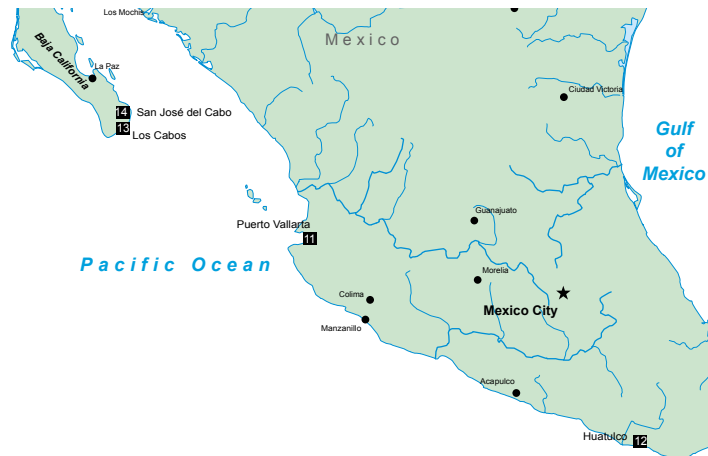 Los Mochis
Mexico
Baja California
La Paz
Ciudad Victoria
14 San José del Cabo
13 Los Cabos
Gulf
of
Mexico
Guanajuato
Puerto Vallarta
11
Pacific Ocean
Morelia
Colima
Mexico City
Manzanillo
Acapulco
Huatulco 12